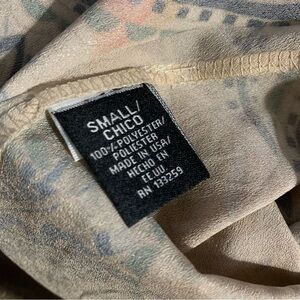 SMALL/
CHICO
100% POLYESTER/
POLIESTER
MADE IN USA/
HECHO EN
EE.UU.
RN 133259